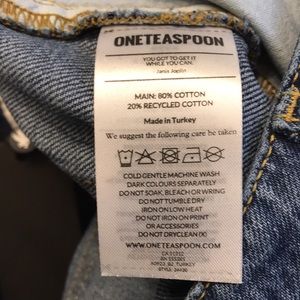 ONETEASPOON
YOU GOT TO GET IT
WHILE YOU CAN.
Janis Joplin
MAIN: 80% COTTON
20% RECYCLED COTTON
Made in Turkey
We suggest the following care be taken
COLD GENTLE MACHINE WASH
DARK COLOURS SEPARATELY
DO NOT SOAK, BLEACH OR WRING
DO NOT TUMBLE DRY
IRON ON LOW HEAT
DO NOT IRON ON PRINT
OR ACCESSORIES
DO NOT DRYCLEAN (X)
WWW.ONETEASPOON.COM